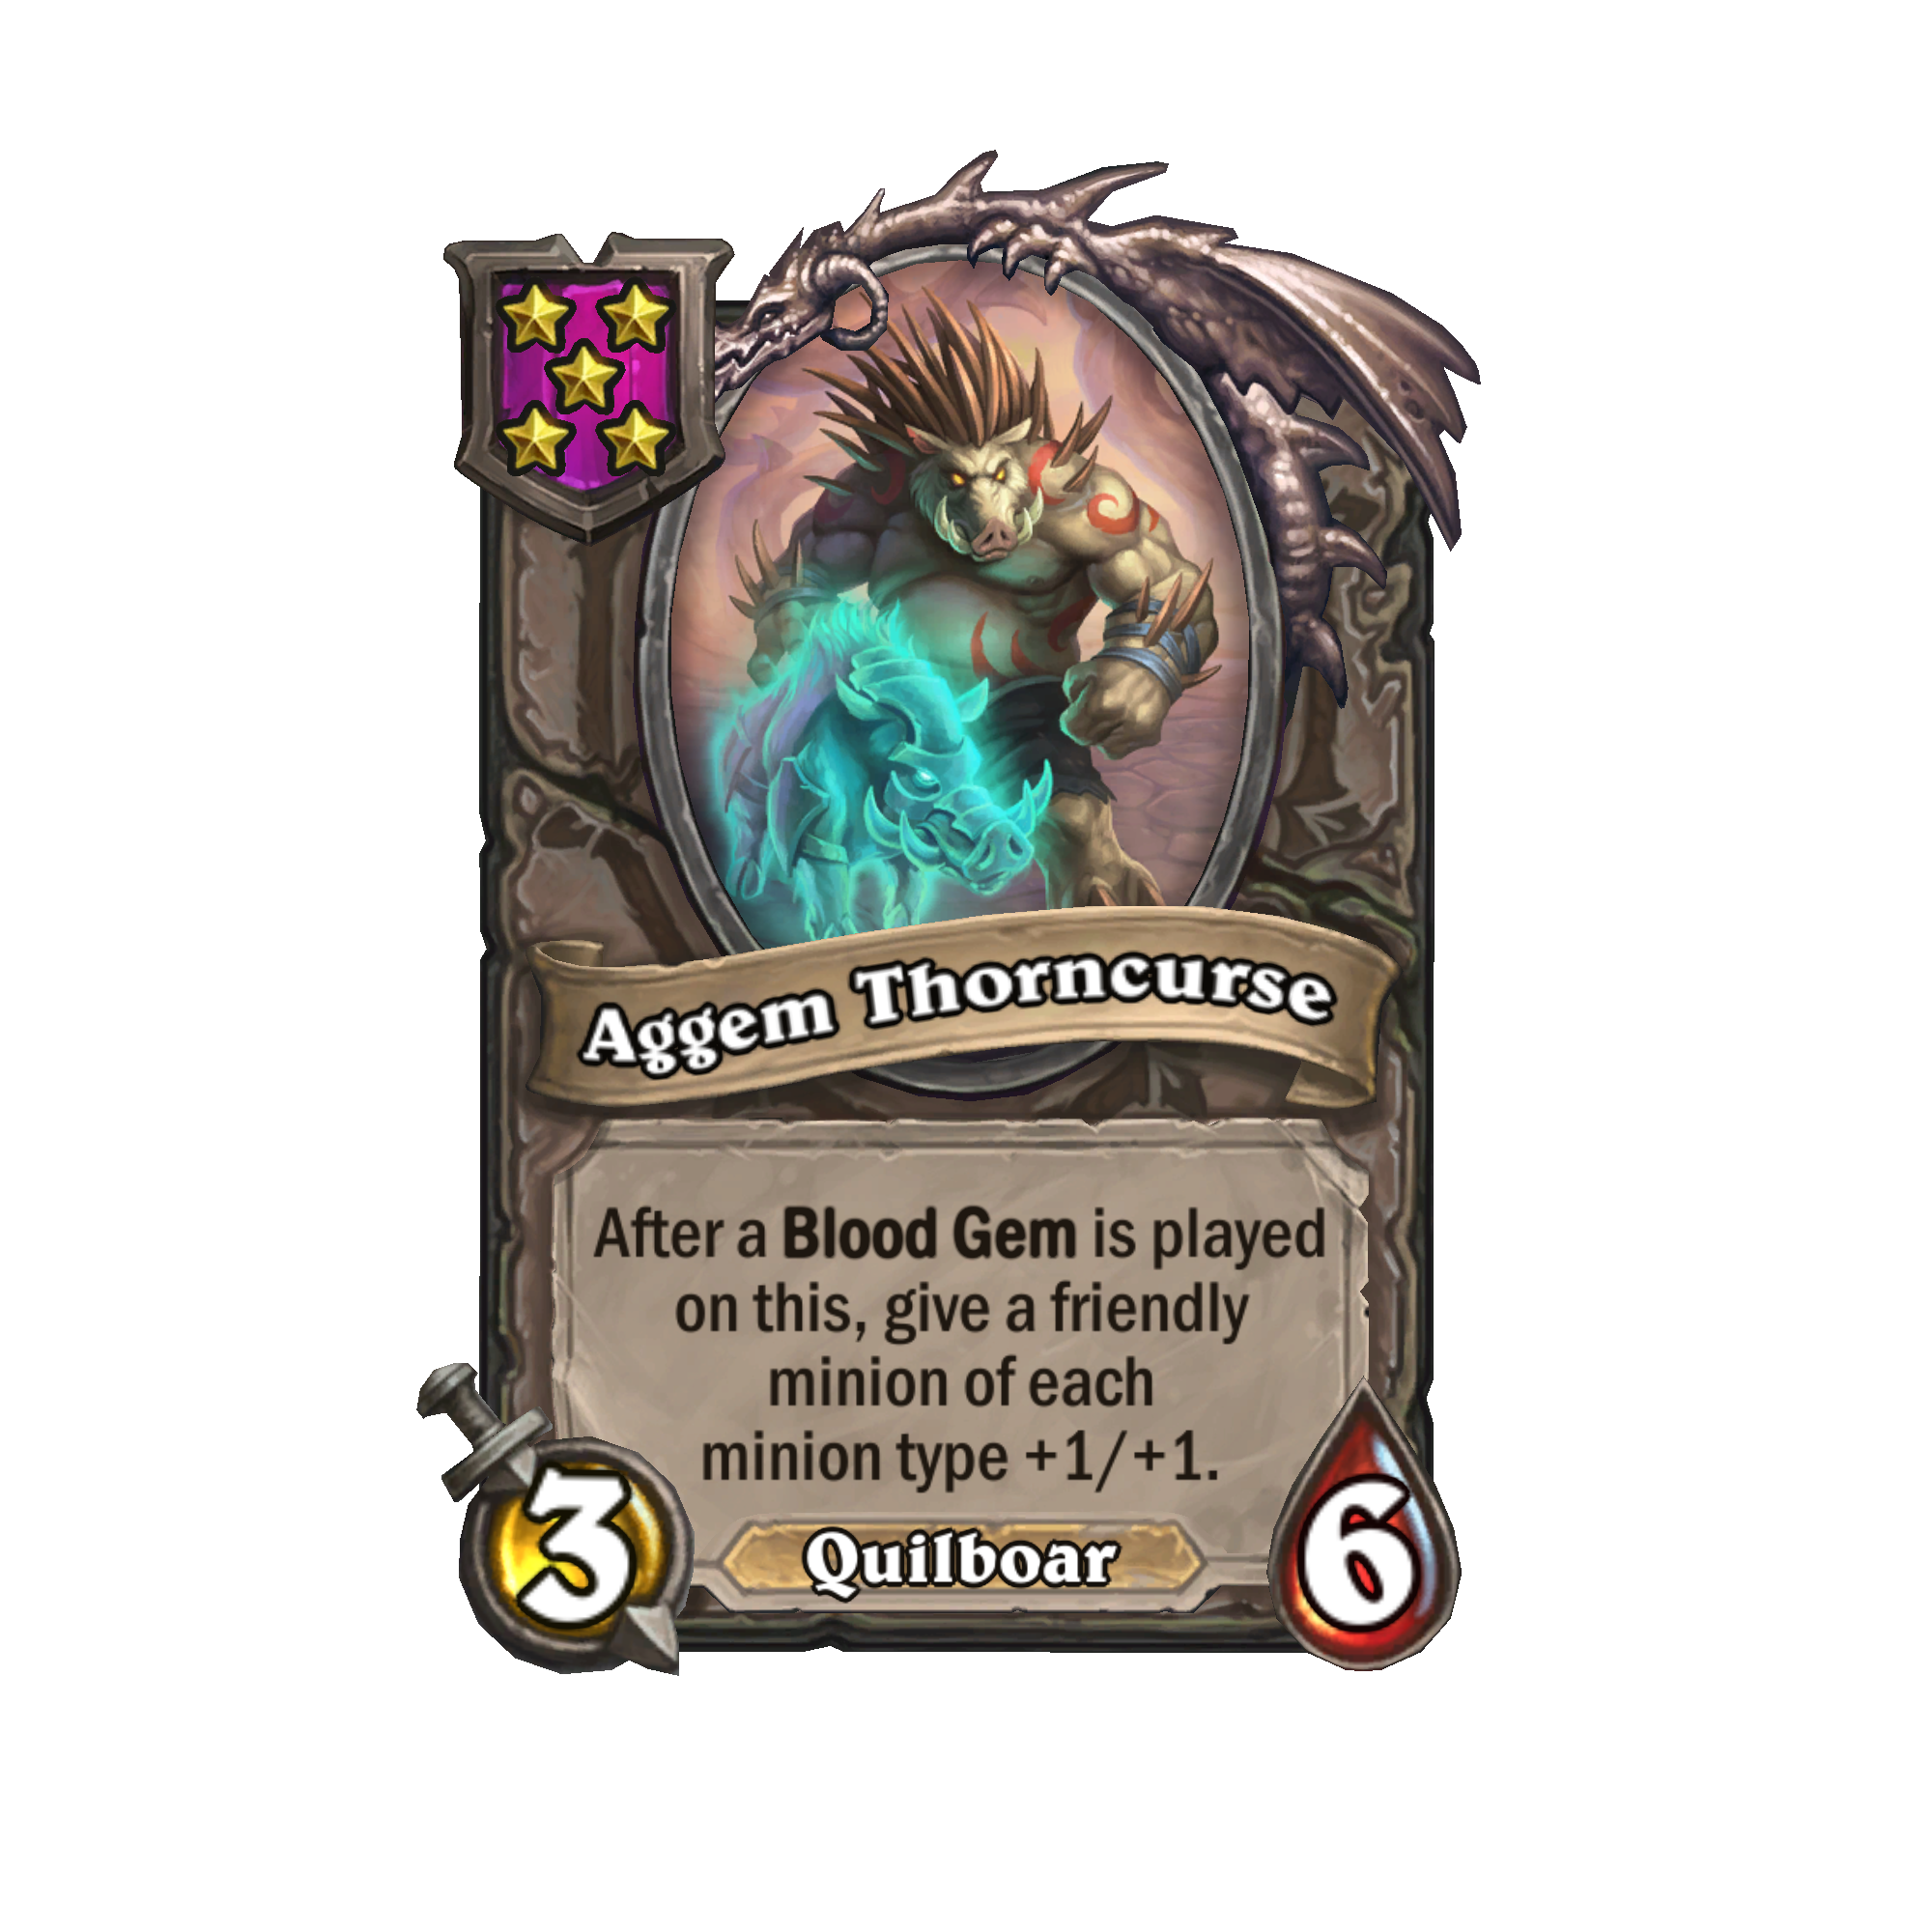 Aggem Thorncurse
After a Blood Gem is played
on this, give a friendly
minion of each
minion type +1/+1.
3
Quilboar
6